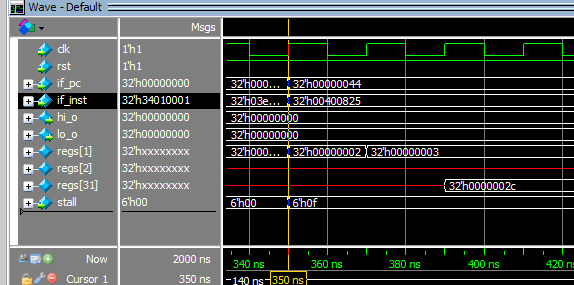 Wave - Default
Msgs
clk 1'h1
rst 1'h1
if_pc 32'h00000000 32'h000... 32'h00000044
if_inst 32'h34010001 32'h03e... 32'h00400825
hi_o 32'h00000000 32'h00000000
lo_o 32'h00000000 32'h00000000
regs[1] 32'hxxxxxxxx 32'h000... 32'h00000002 32'h00000003
regs[2] 32'hxxxxxxxx
regs[31] 32'hxxxxxxxx 32'h0000002c
stall 6'h00 6'h00 6'h0f
Now 2000 ns 340 ns 360 ns 380 ns 400 ns 420
Cursor 1 350 ns 140 ns 350 ns